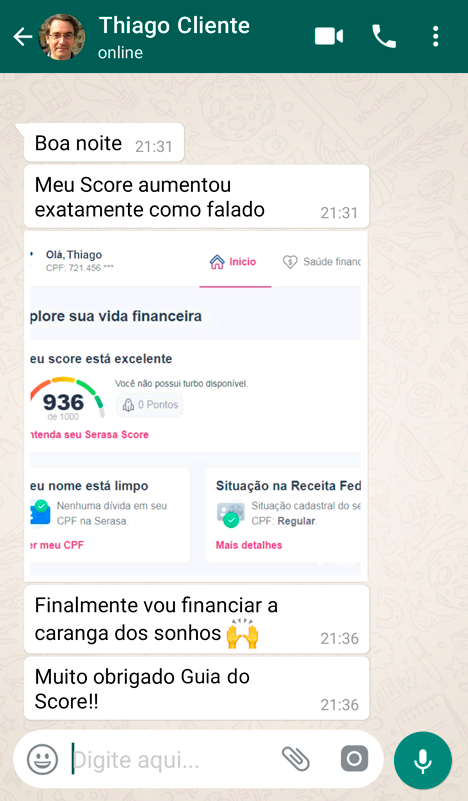 Thiago Cliente
online
Boa noite 21:31
Meu Score aumentou
exatamente como falado 21:31
Olá, Thiago
CPF: 721.456.***
Inicio
Saúde financ
plore sua vida financeira
eu score está excelente
936
de 1000
Você não possui turbo disponível.
0 Pontos
ntenda seu Serasa Score
eu nome está limpo
Nenhuma dívida em seu
CPF na Serasa.
er meu CPF
Situação na Receita Fed
Situação cadastral do se
CPF: Regular
Mais detalhes
Finalmente vou financiar a
caranga dos sonhos 🙌 21:36
Muito obrigado Guia do
Score!! 21:36
Digite aqui...